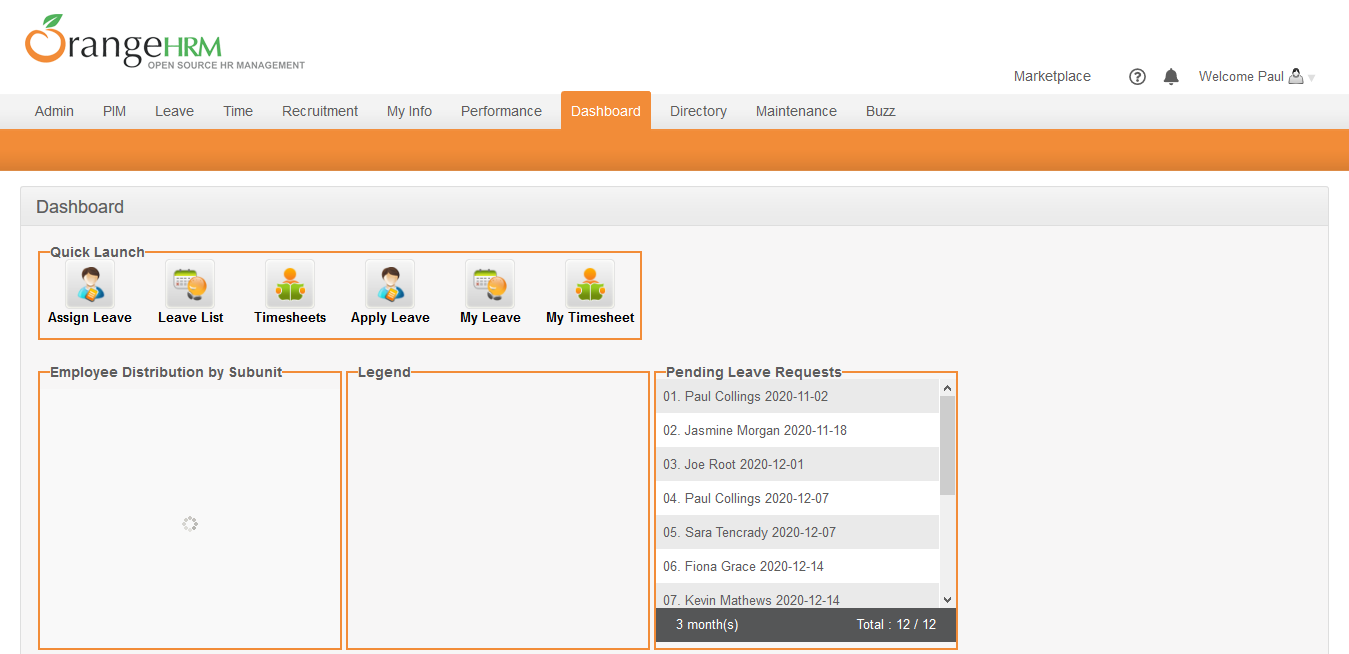 OrangeHRM
OPEN SOURCE HR MANAGEMENT
Marketplace ? Welcome Paul
Admin PIM Leave Time Recruitment My Info Performance Dashboard Directory Maintenance Buzz
Dashboard
Quick Launch
Assign Leave Leave List Timesheets Apply Leave My Leave My Timesheet
Employee Distribution by Subunit Legend Pending Leave Requests
01. Paul Collings 2020-11-02
02. Jasmine Morgan 2020-11-18
03. Joe Root 2020-12-01
04. Paul Collings 2020-12-07
05. Sara Tencrady 2020-12-07
06. Fiona Grace 2020-12-14
07. Kevin Mathews 2020-12-14
3 month(s) Total : 12 / 12